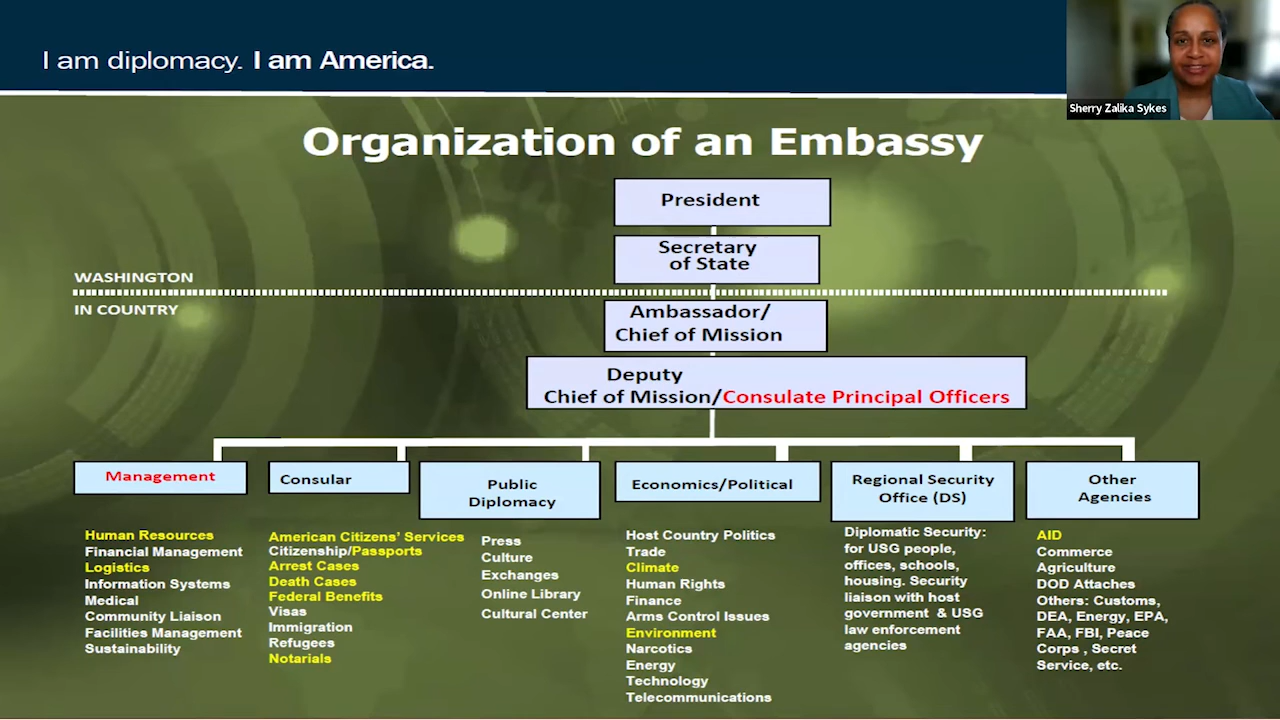 I am diplomacy. I am America.
Sherry Zalika Sykes
Organization of an Embassy
President
Secretary
of State
WASHINGTON
IN COUNTRY
Ambassador/
Chief of Mission
Deputy
Chief of Mission/Consulate Principal Officers
Management
Human Resources
Financial Management
Logistics
Information Systems
Medical
Community Liaison
Facilities Management
Sustainability
Consular
American Citizens' Services
Citizenship/Passports
Arrest Cases
Death Cases
Federal Benefits
Visas
Immigration
Refugees
Notarials
Public
Diplomacy
Press
Culture
Exchanges
Online Library
Cultural Center
Economics/Political
Host Country Politics
Trade
Climate
Human Rights
Finance
Arms Control Issues
Environment
Narcotics
Energy
Technology
Telecommunications
Regional Security
Office (DS)
Diplomatic Security:
for USG people,
offices, schools,
housing. Security
liaison with host
government & USG
law enforcement
agencies
Other
Agencies
AID
Commerce
Agriculture
DOD Attaches
Others: Customs,
DEA, Energy, EPA,
FAA, FBI, Peace
Corps , Secret
Service, etc.